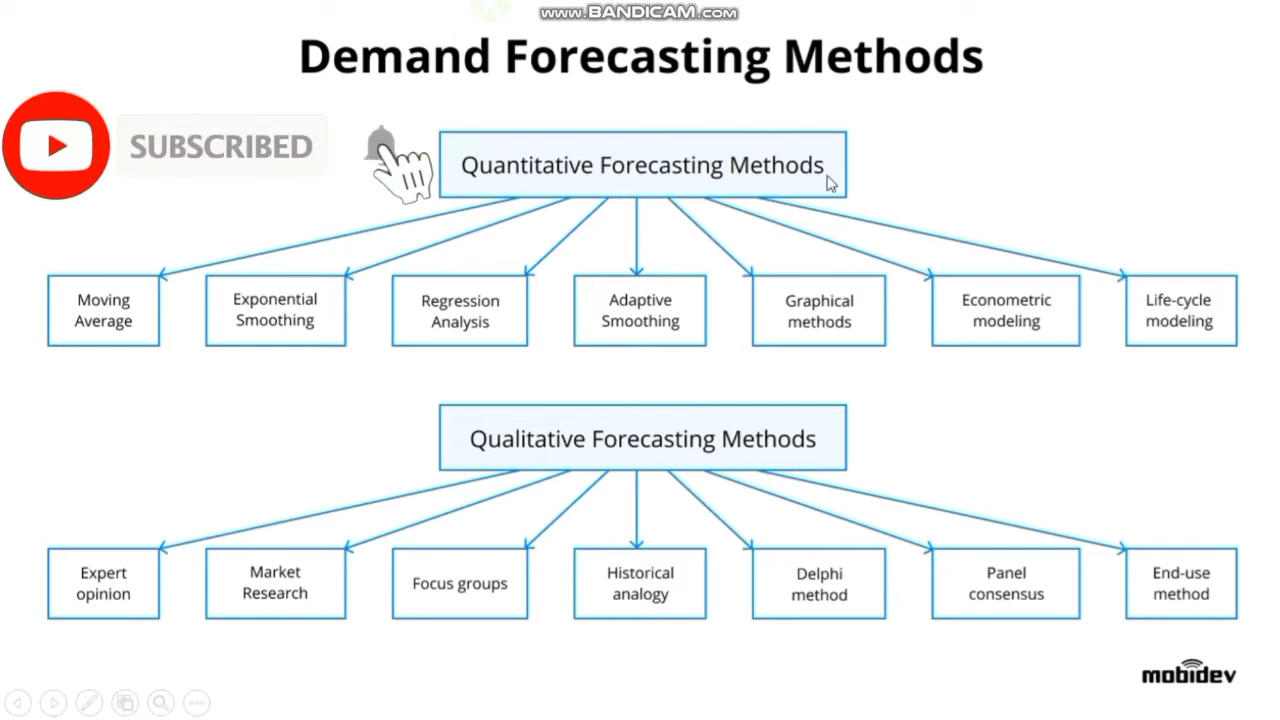 www.BANDICAM.com
Demand Forecasting Methods
SUBSCRIBED
Quantitative Forecasting Methods
Moving
Average
Exponential
Smoothing
Regression
Analysis
Adaptive
Smoothing
Graphical
methods
Econometric
modeling
Life-cycle
modeling
Qualitative Forecasting Methods
Expert
opinion
Market
Research
Focus groups
Historical
analogy
Delphi
method
Panel
consensus
End-use
method
mobidev